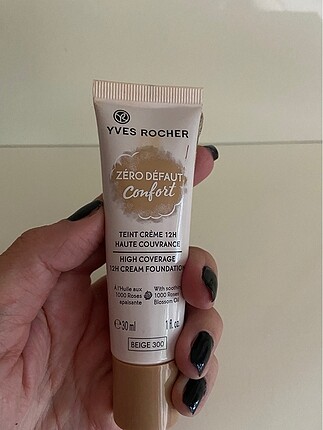 YR
YVES ROCHER
ZÉRO DÉFAUT
Confort
TEINT CRÈME 12H
HAUTE COUVRANCE
HIGH COVERAGE
12H CREAM FOUNDATION
À l'Huile aux
1000 Roses
apaisante
With soothing
1000 Roses
Blossom Oil
30 ml
1 fl. oz.
BEIGE 300